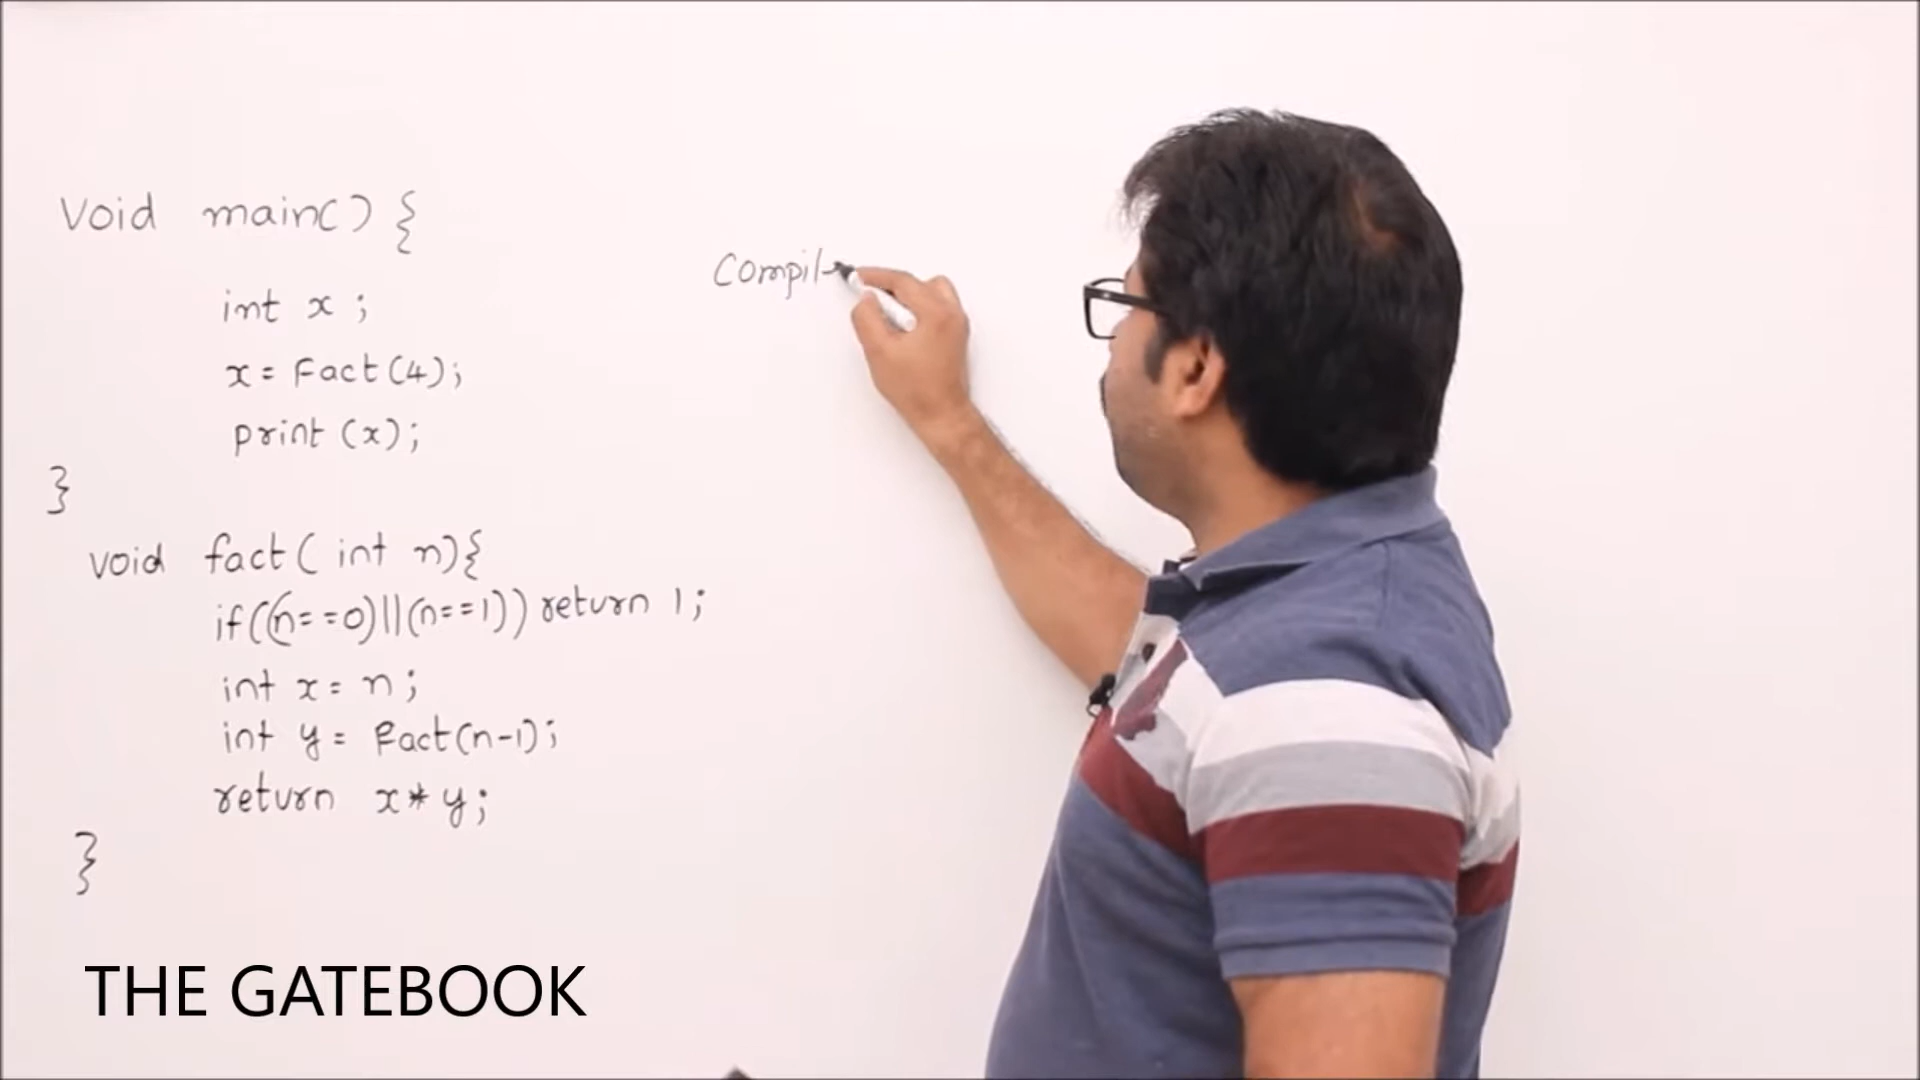 void main() {
int x ;
x = Fact(4);
print (x);
}
void fact( int n){
if((n==0)||(n==1)) return 1;
int x = n ;
int y = Fact(n-1);
return x * y;
}
Compil
THE GATEBOOK